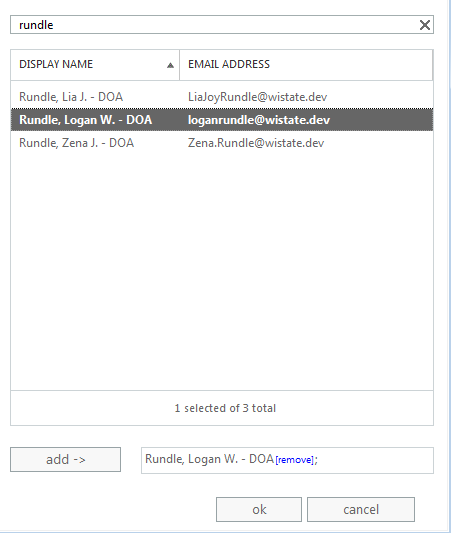 rundle
DISPLAY NAME EMAIL ADDRESS
Rundle, Lia J. - DOA LiaJoyRundle@wistate.dev
Rundle, Logan W. - DOA loganrundle@wistate.dev
Rundle, Zena J. - DOA Zena.Rundle@wistate.dev
1 selected of 3 total
add -> Rundle, Logan W. - DOA[remove];
ok cancel